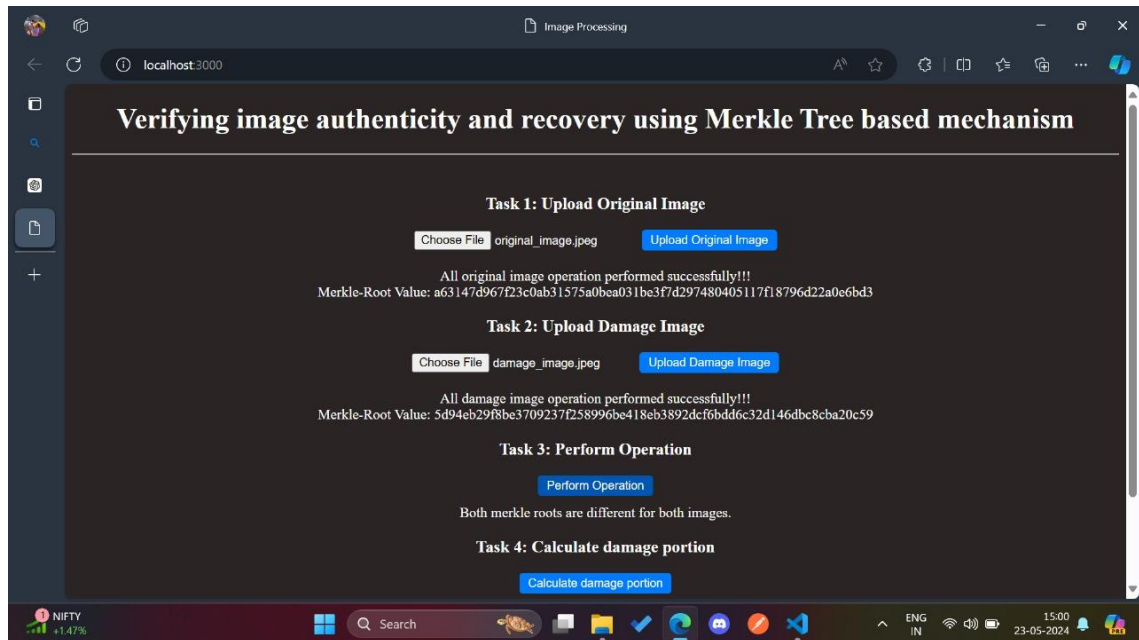 Image Processing
localhost:3000
Verifying image authenticity and recovery using Merkle Tree based mechanism
Task 1: Upload Original Image
Choose File original_image.jpeg Upload Original Image
All original image operation performed successfully!!!
Merkle-Root Value: a63147d967f23c0ab31575a0bea031be3f7d297480405117f18796d22a0e6bd3
Task 2: Upload Damage Image
Choose File damage_image.jpeg Upload Damage Image
All damage image operation performed successfully!!!
Merkle-Root Value: 5d94eb29f8be3709237f258996be418eb3892dcf6bdd6c32d146dbc8cba20c59
Task 3: Perform Operation
Perform Operation
Both merkle roots are different for both images.
Task 4: Calculate damage portion
Calculate damage portion
1 NIFTY
+1.47%
Search
ENG
IN
15:00
23-05-2024
PRE